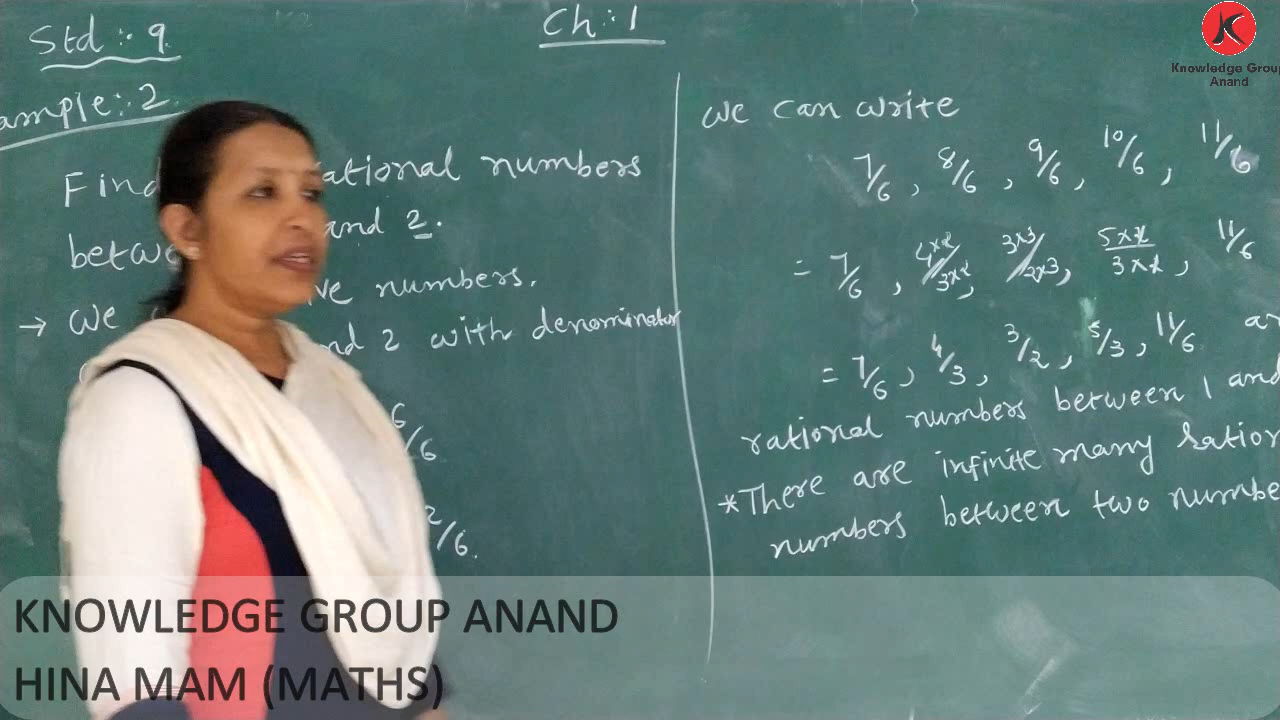 Std :- 9
Ch :- 1
ample :- 2
Find ational numbers
betwe and 2.
→ We ve numbers.
nd 2 with denominator
6/6
2/6.
We can write
7/6, 8/6, 9/6, 10/6, 11/6
= 7/6, 4×2/3×2, 3×3/2×3, 5×2/3×2, 11/6
= 7/6, 4/3, 3/2, 5/3, 11/6 a
rational numbers between 1 and
*There are infinite many ration
numbers between two numbe
Knowledge Group
Anand
KNOWLEDGE GROUP ANAND
HINA MAM (MATHS)